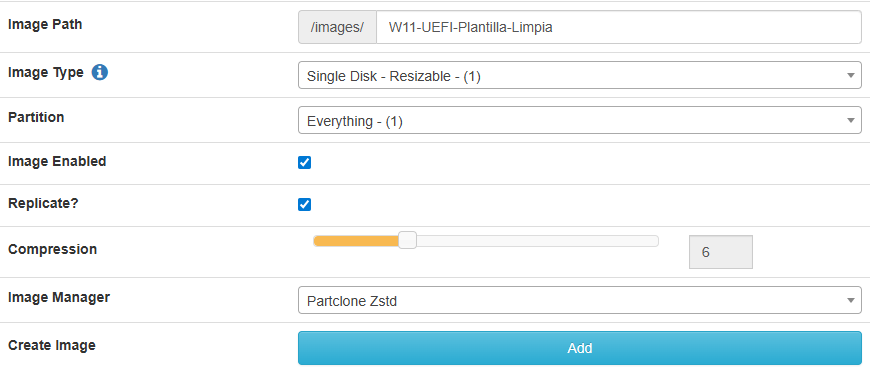 Image Path /images/ W11-UEFI-Plantilla-Limpia
Image Type Single Disk - Resizable - (1)
Partition Everything - (1)
Image Enabled
Replicate?
Compression 6
Image Manager Partclone Zstd
Create Image Add